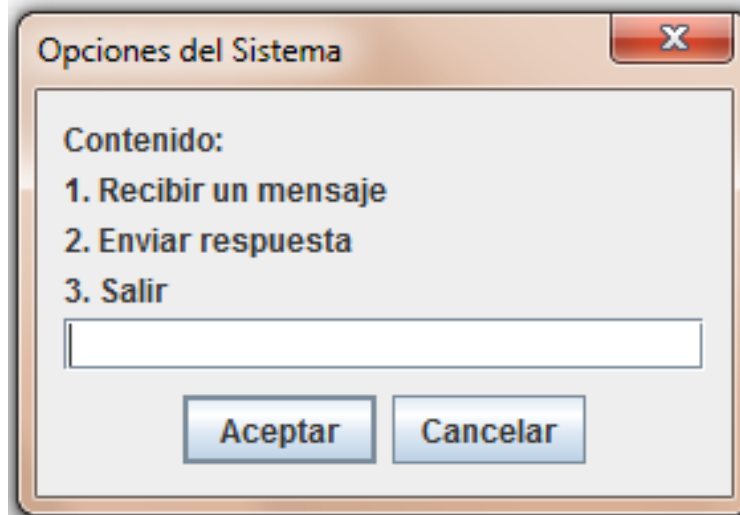 Opciones del Sistema
Contenido:
1. Recibir un mensaje
2. Enviar respuesta
3. Salir
Aceptar Cancelar